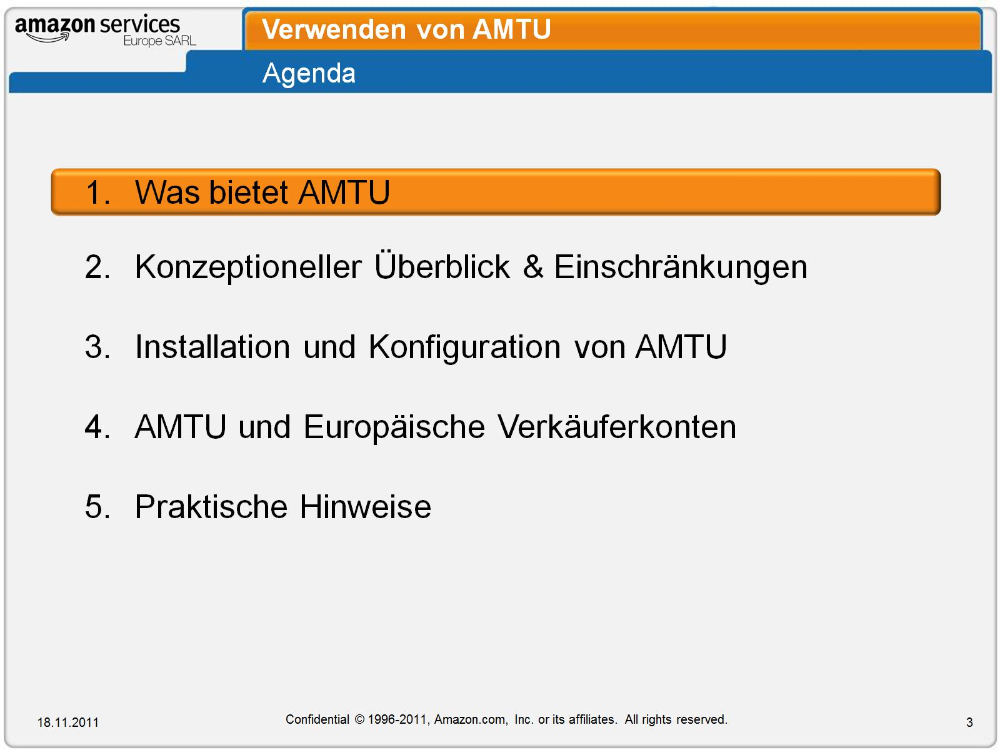 amazon services
Europe SARL
Verwenden von AMTU
Agenda
1. Was bietet AMTU
2. Konzeptioneller Überblick & Einschränkungen
3. Installation und Konfiguration von AMTU
4. AMTU und Europäische Verkäuferkonten
5. Praktische Hinweise
18.11.2011
Confidential © 1996-2011, Amazon.com, Inc. or its affiliates. All rights reserved.
3